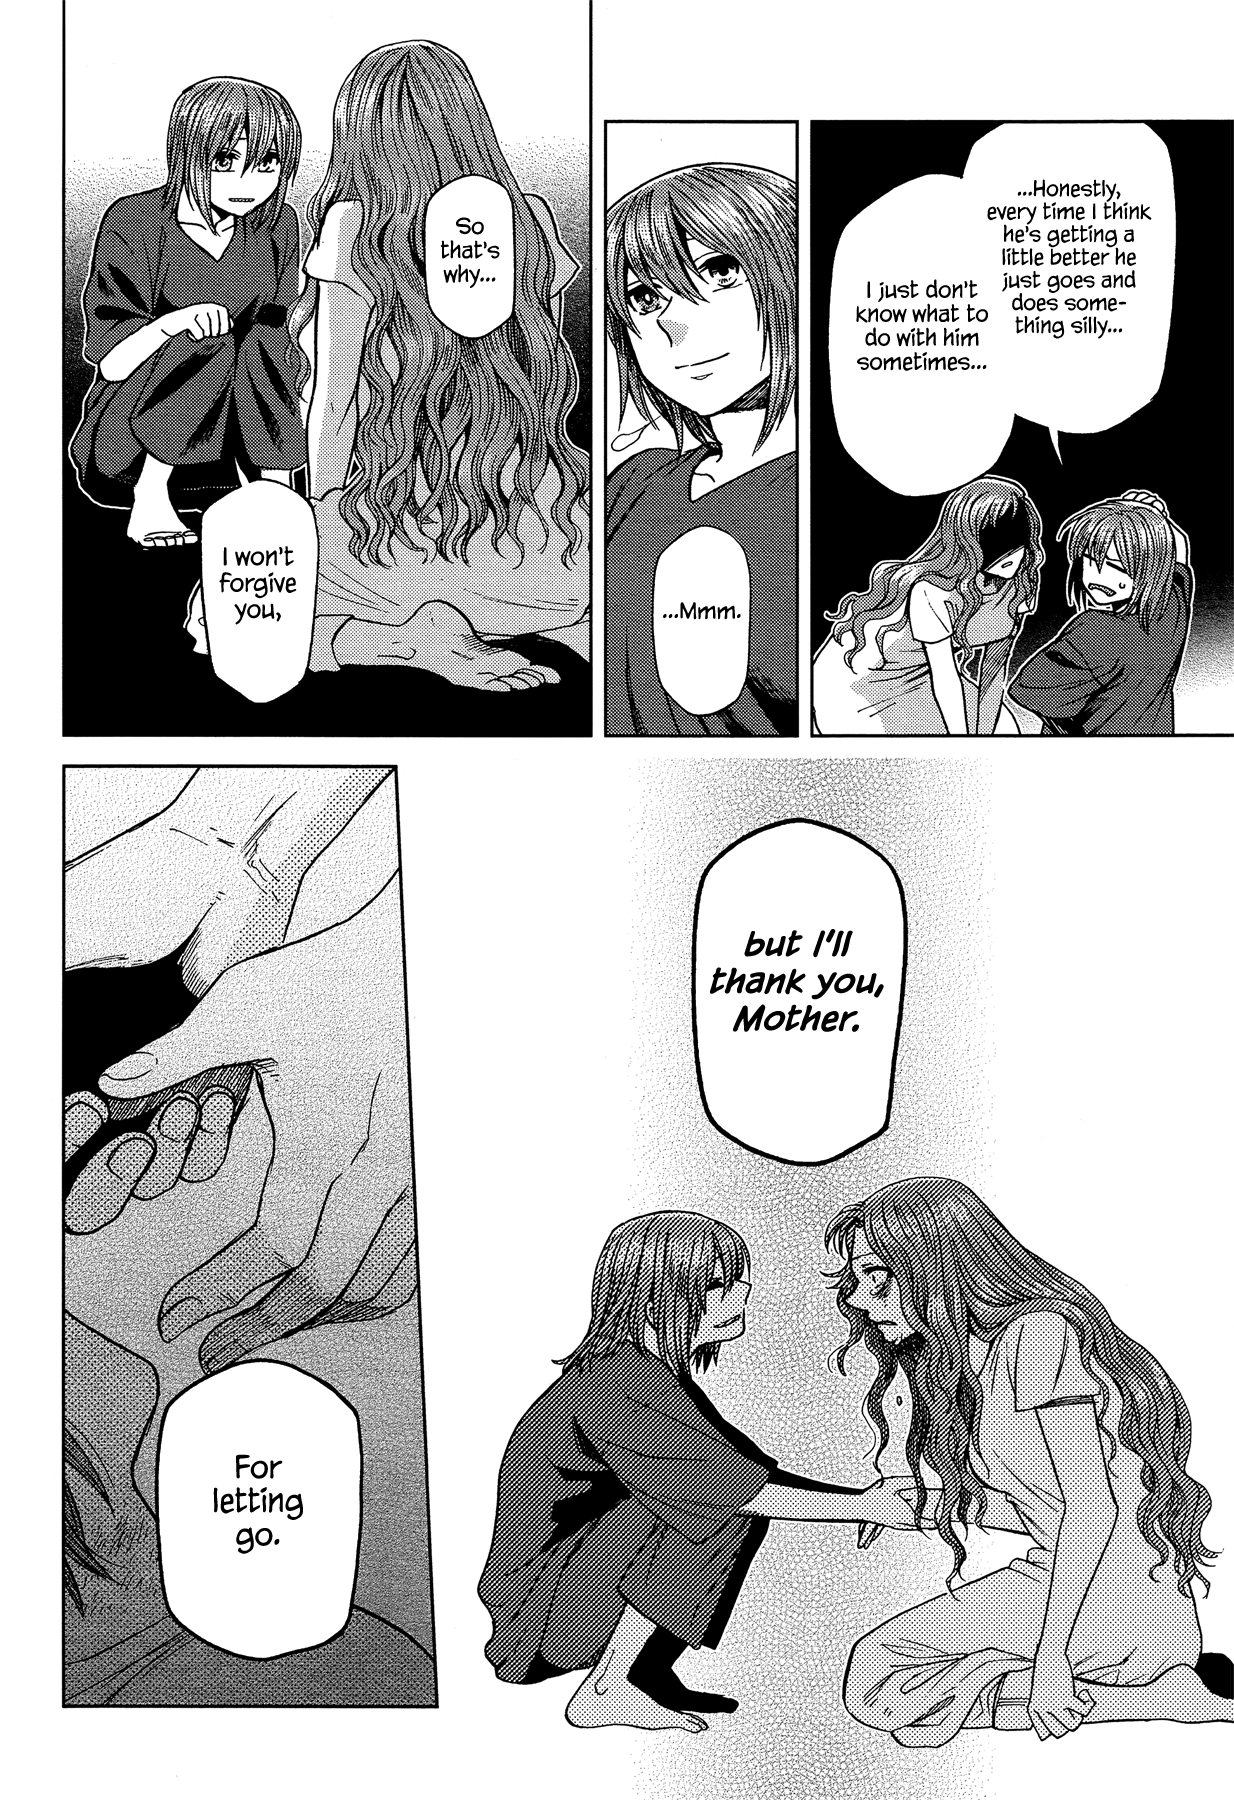 ...Honestly,
every time I think
he's getting a
little better he
just goes and
does some-
thing silly...
I just don't
know what to
do with him
sometimes...
...Mmm.
So
that's
why...
I won't
forgive
you,
but I'll
thank you,
Mother.
For
letting
go.